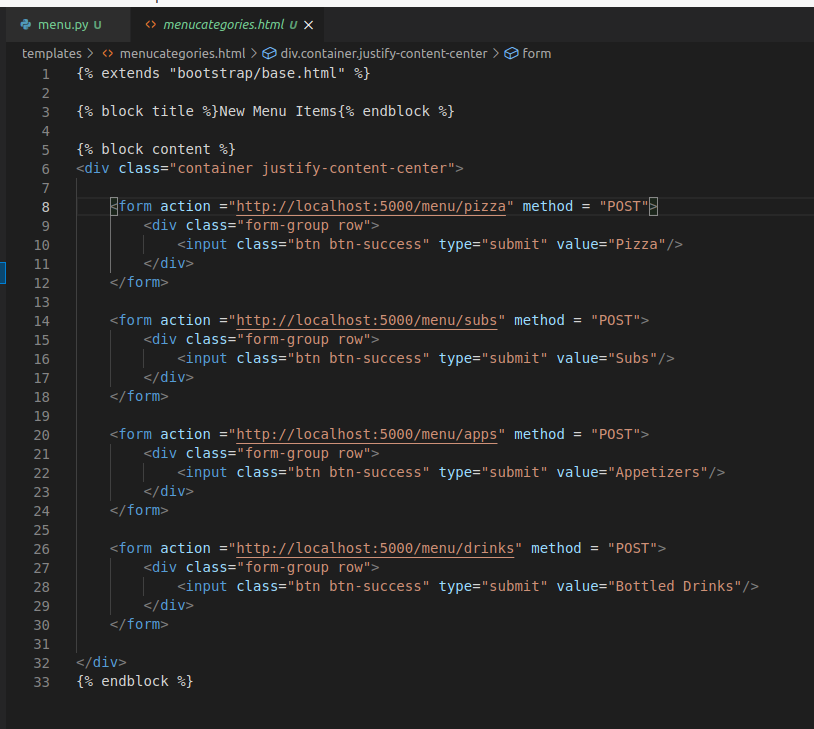 menu.py U menucategories.html U
templates > menucategories.html > div.container.justify-content-center > form
1 {% extends "bootstrap/base.html" %}
2
3 {% block title %}New Menu Items{% endblock %}
4
5 {% block content %}
6 <div class="container justify-content-center">
7
8 <form action ="http://localhost:5000/menu/pizza" method = "POST">
9 <div class="form-group row">
10 <input class="btn btn-success" type="submit" value="Pizza"/>
11 </div>
12 </form>
13
14 <form action ="http://localhost:5000/menu/subs" method = "POST">
15 <div class="form-group row">
16 <input class="btn btn-success" type="submit" value="Subs"/>
17 </div>
18 </form>
19
20 <form action ="http://localhost:5000/menu/apps" method = "POST">
21 <div class="form-group row">
22 <input class="btn btn-success" type="submit" value="Appetizers"/>
23 </div>
24 </form>
25
26 <form action ="http://localhost:5000/menu/drinks" method = "POST">
27 <div class="form-group row">
28 <input class="btn btn-success" type="submit" value="Bottled Drinks"/>
29 </div>
30 </form>
31
32 </div>
33 {% endblock %}